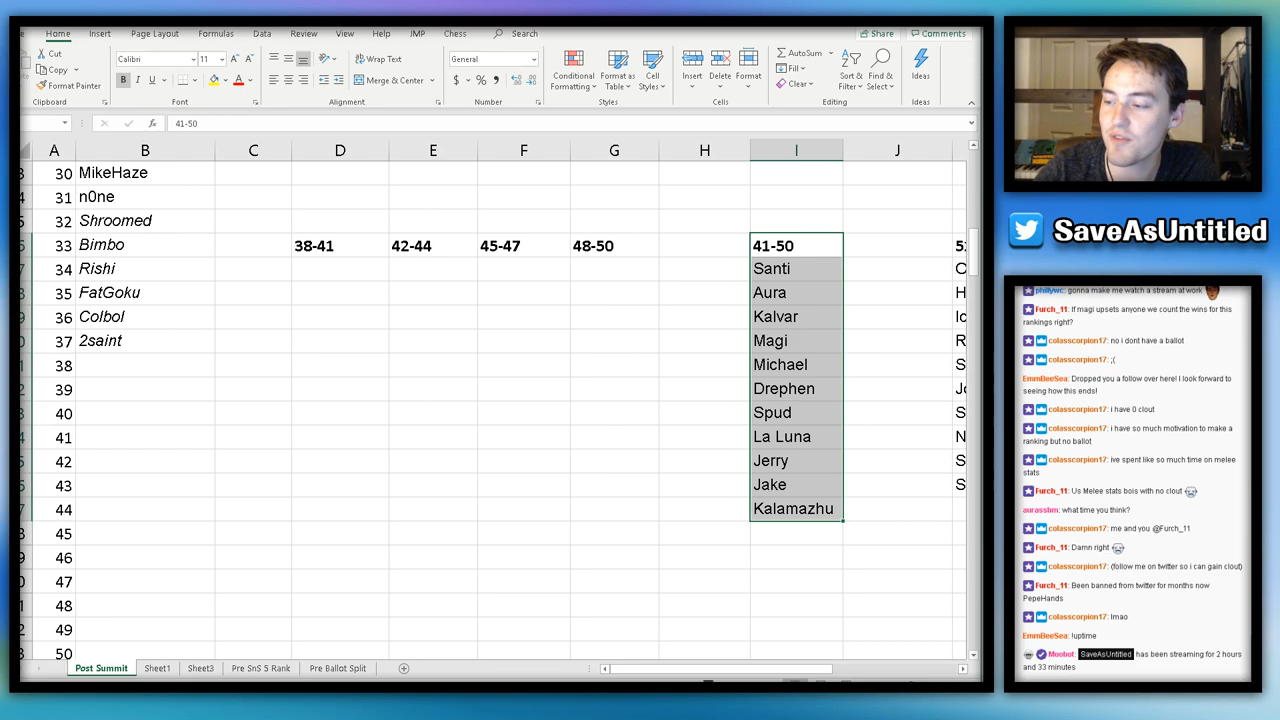 Home Insert Page Layout Formulas Data Review View Help JMP Chess Search Share Comments
Cut
Copy
Format Painter
Clipboard
Calibri 11
B I U
Font
Wrap Text
Merge & Center
Alignment
General
$ % 9
Number
Conditional Formatting
Format as Table
Cell Styles
Styles
Insert Delete Format
Cells
AutoSum
Fill
Clear
Sort & Filter
Find & Select
Editing
Ideas
Ideas
fx 41-50
A B C D E F G H I J
30 MikeHaze
31 n0ne
32 Shroomed
33 Bimbo 38-41 42-44 45-47 48-50 41-50
34 Rishi Santi
35 FatGoku Aura
36 Colbol Kalvar
37 2saint Magi
38 Michael
39 Drephen
40 Spud
41 La Luna
42 Jerry
43 Jake
44 Kalamazhu
45
46
47
48
49
50
Post Summit Sheet1 Sheet3 Pre SnS 5 Rank Pre Ballot Split
SaveAsUntitled
phillywc: gonna make me watch a stream at work
Furch_11: If magi upsets anyone we count the wins for this
rankings right?
colasscorpion17: no i dont have a ballot
colasscorpion17: ;(
EmmBeeSea: Dropped you a follow over here! I look forward to
seeing how this ends!
colasscorpion17: i have 0 clout
colasscorpion17: i have so much motivation to make a
ranking but no ballot
colasscorpion17: ive spent like so much time on melee
stats
Furch_11: Us Melee stats bois with no clout
aurassbm: what time you think?
colasscorpion17: me and you @Furch_11
Furch_11: Damn right
colasscorpion17: (follow me on twitter so i can gain clout)
Furch_11: Been banned from twitter for months now
PepeHands
colasscorpion17: lmao
EmmBeeSea: !uptime
Moobot: SaveAsUntitled has been streaming for 2 hours
and 33 minutes